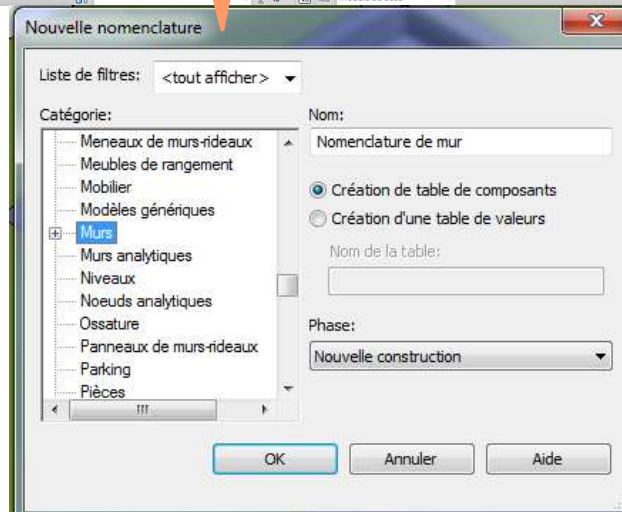 Nouvelle nomenclature
Liste de filtres: <tout afficher>
Catégorie:
Meneaux de murs-rideaux
Meubles de rangement
Mobilier
Modèles génériques
Murs
Murs analytiques
Niveaux
Noeuds analytiques
Ossature
Panneaux de murs-rideaux
Parking
Pièces
Nom:
Nomenclature de mur
Création de table de composants
Création d'une table de valeurs
Nom de la table:
Phase:
Nouvelle construction
OK Annuler Aide